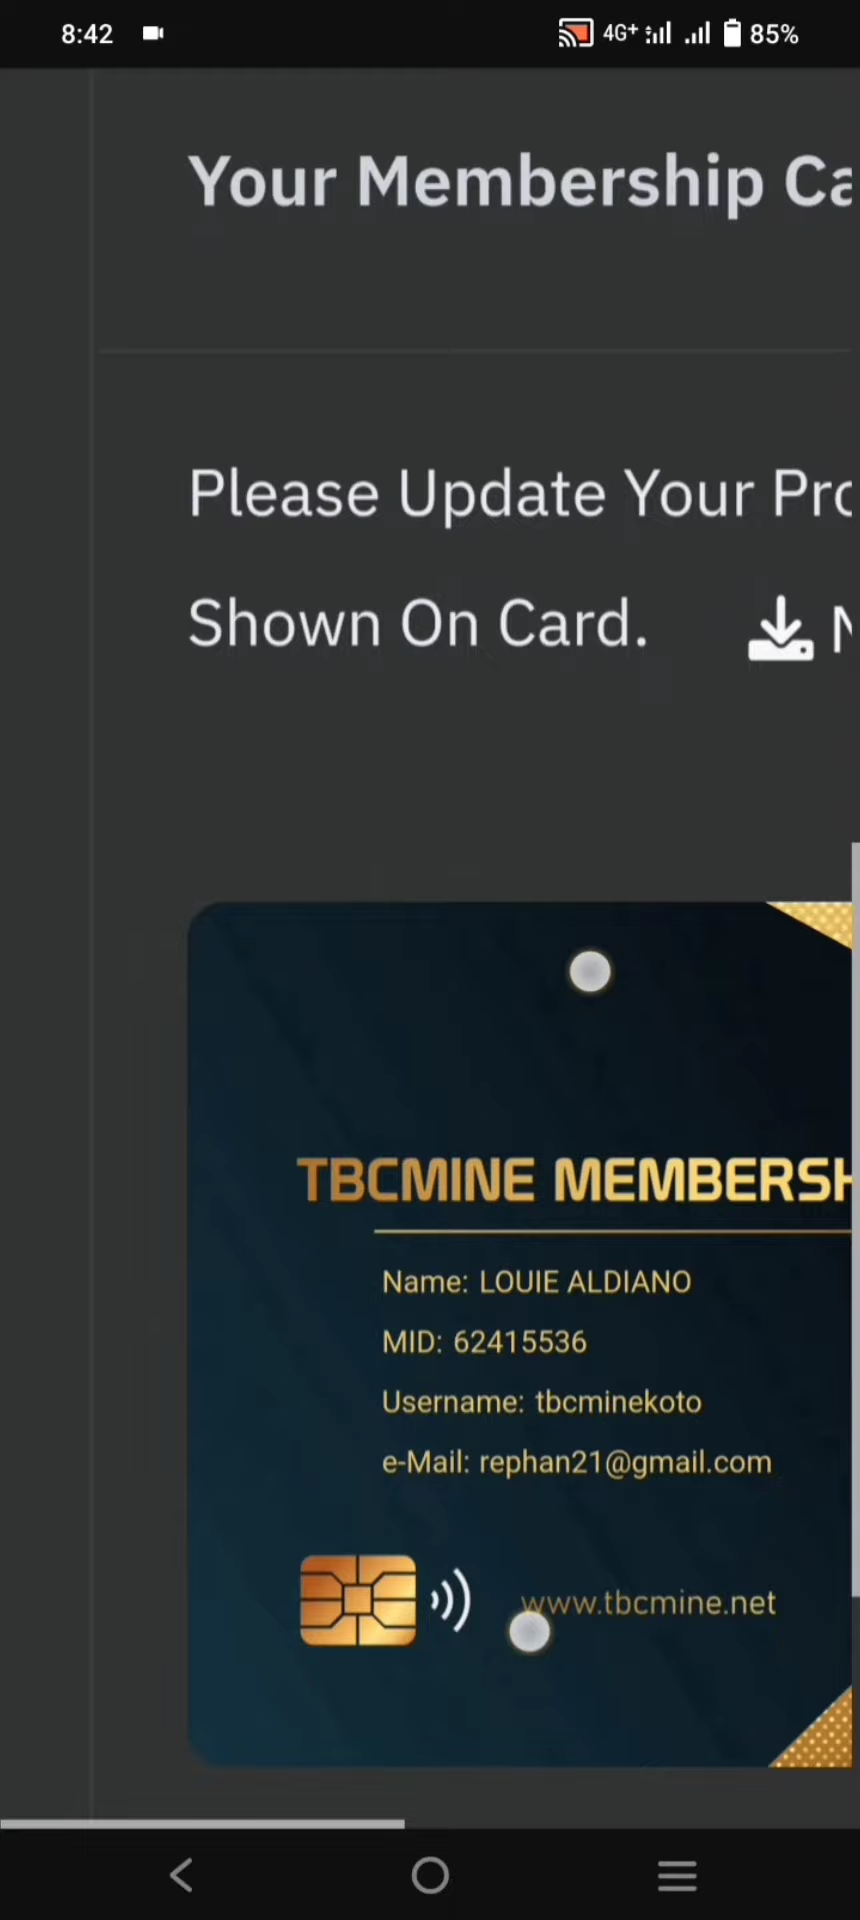 8:42 4G+ 85%
Your Membership Ca
Please Update Your Pro
Shown On Card.
TBCMINE MEMBERSH
Name: LOUIE ALDIANO
MID: 62415536
Username: tbcminekoto
e-Mail: rephan21@gmail.com
www.tbcmine.net